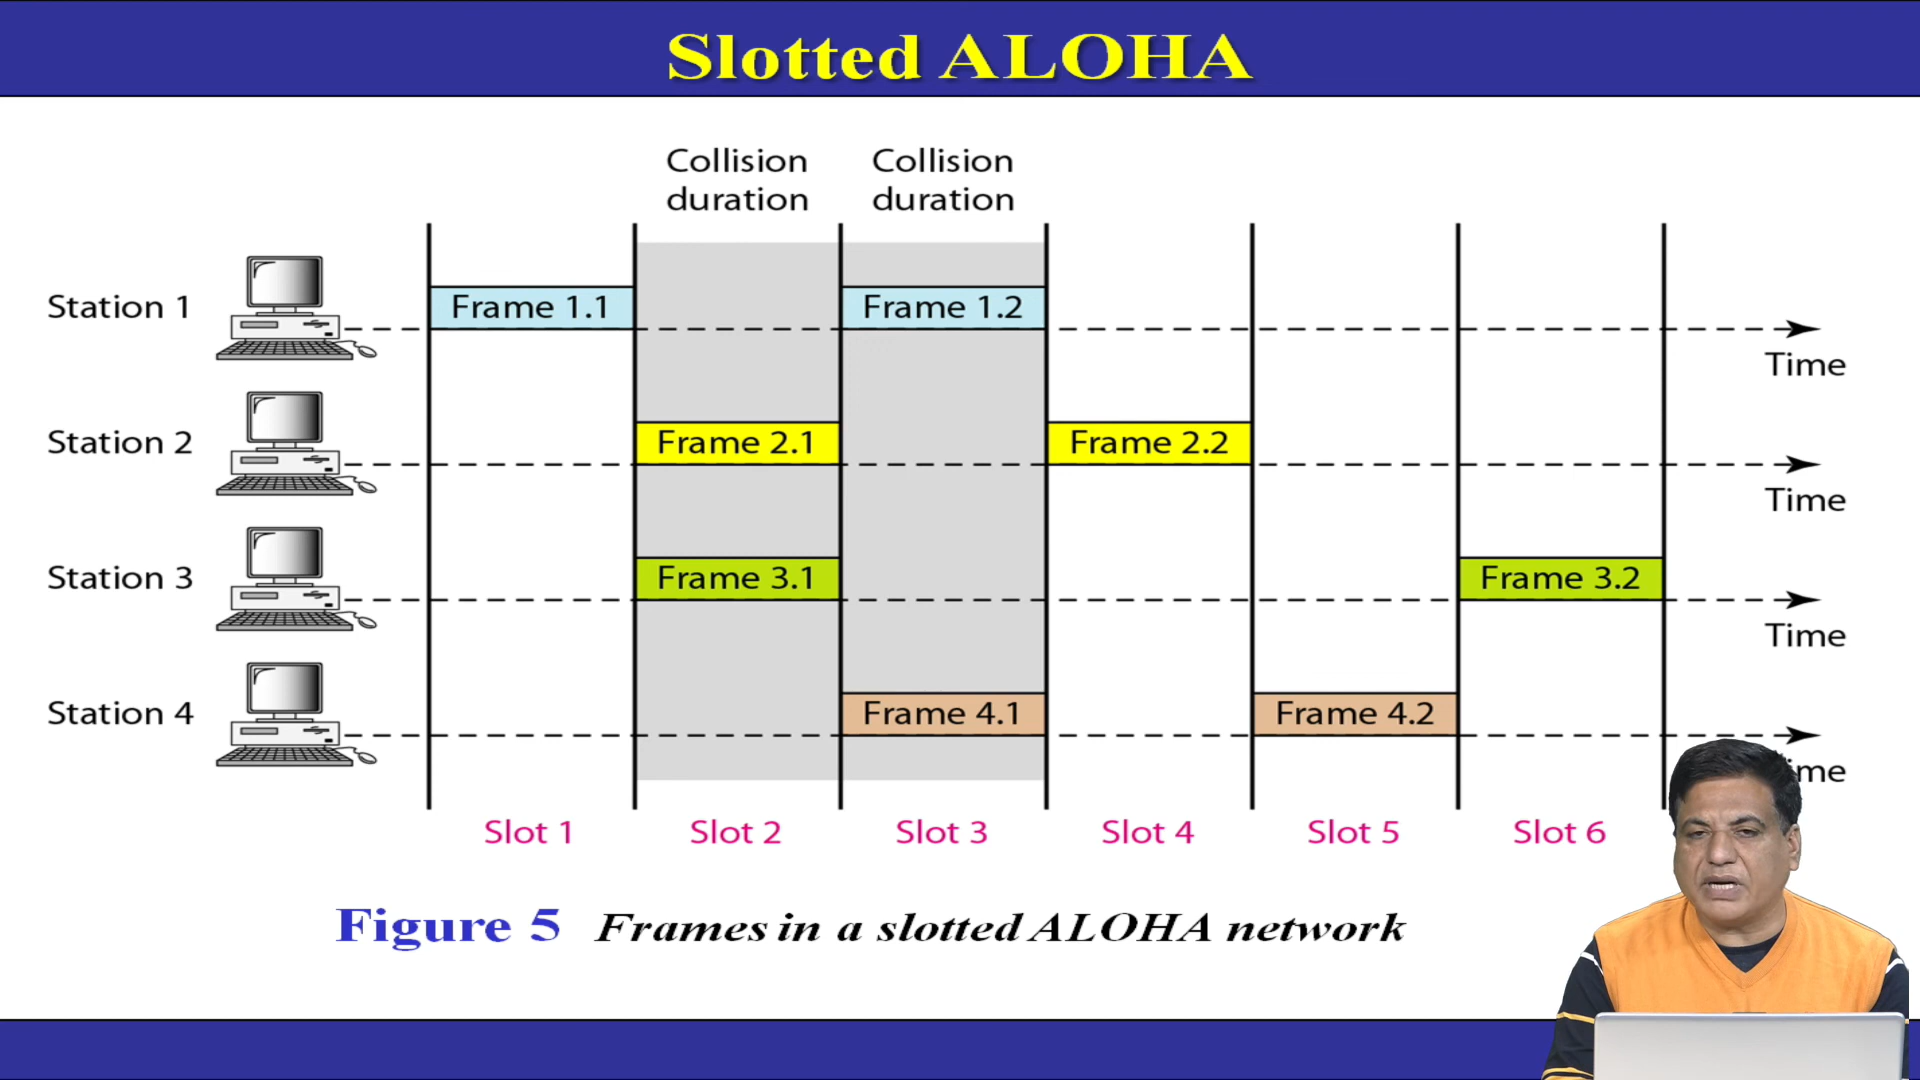 Slotted ALOHA
Collision duration
Collision duration
Station 1
Frame 1.1
Frame 1.2
Time
Station 2
Frame 2.1
Frame 2.2
Time
Station 3
Frame 3.1
Frame 3.2
Time
Station 4
Frame 4.1
Frame 4.2
Slot 1
Slot 2
Slot 3
Slot 4
Slot 5
Slot 6
Figure 5 Frames in a slotted ALOHA network